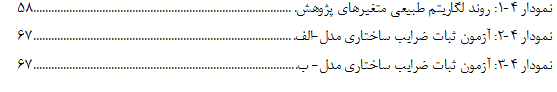 نمودار ۴-۱: روند لگاریتم طبیعی متغیرهای پژوهش ........................................................................ ۵۸
نمودار ۴-۲: آزمون ثبات ضرایب ساختاری مدل-الف ........................................................................ ۶۷
نمودار ۴-۳: آزمون ثبات ضرایب ساختاری مدل- ب ........................................................................ ۶۷